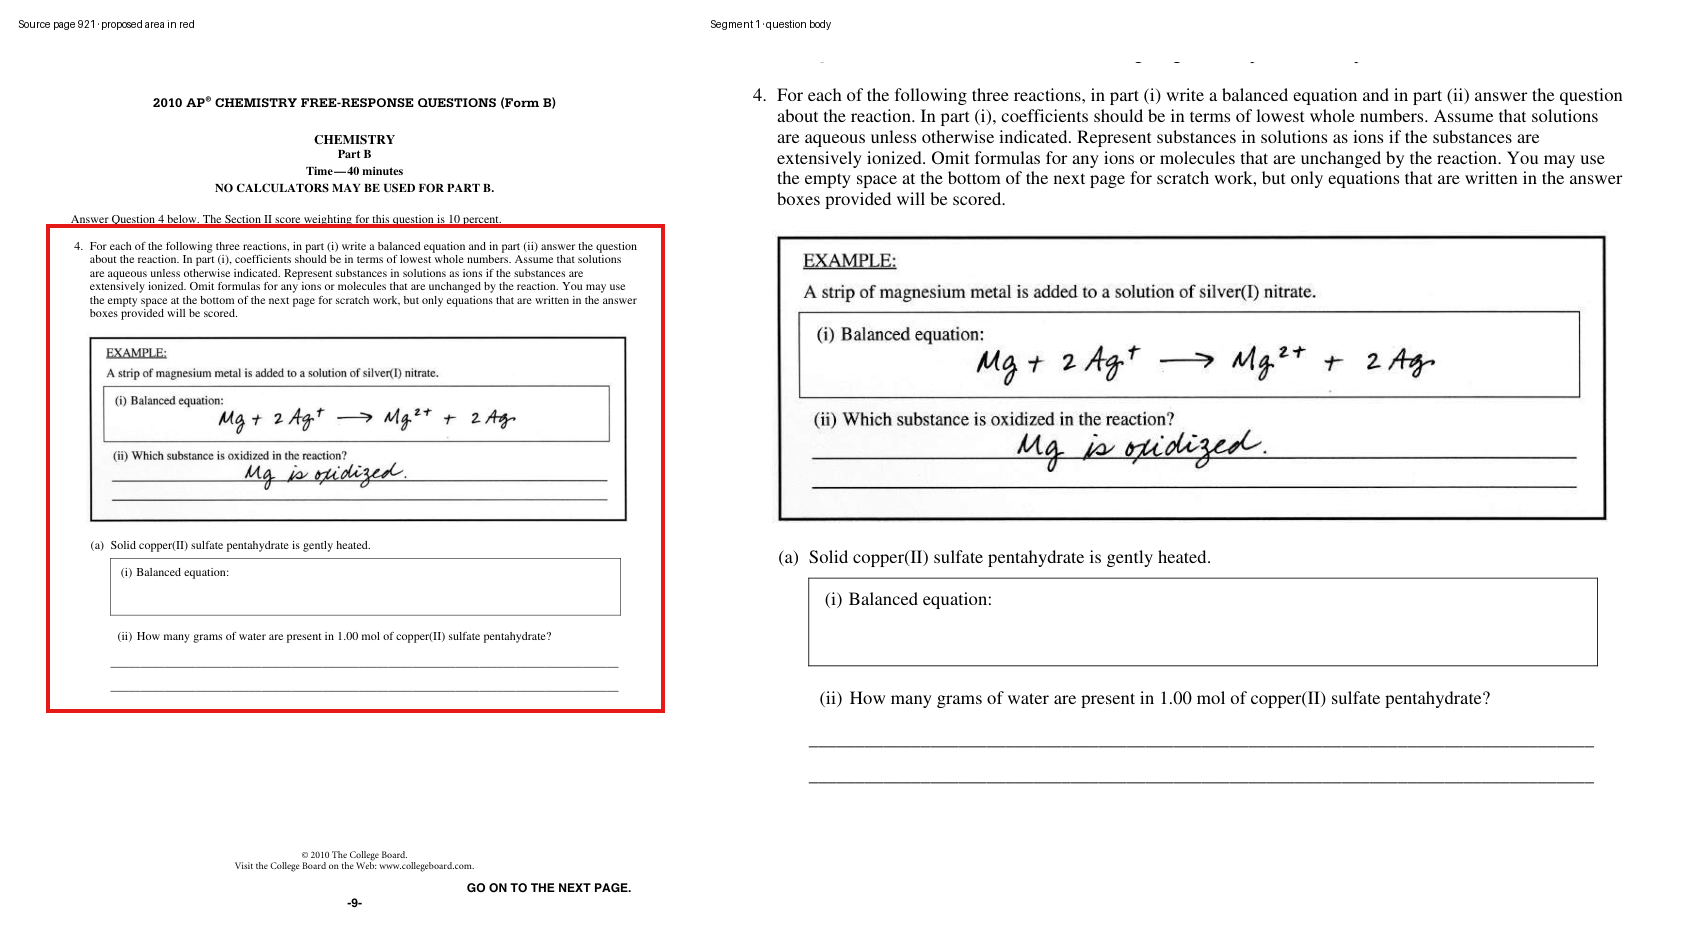 Source page 921 · proposed area in red
2010 AP® CHEMISTRY FREE-RESPONSE QUESTIONS (Form B)
CHEMISTRY
Part B
Time—40 minutes
NO CALCULATORS MAY BE USED FOR PART B.
Answer Question 4 below. The Section II score weighting for this question is 10 percent.
4. For each of the following three reactions, in part (i) write a balanced equation and in part (ii) answer the question
about the reaction. In part (i), coefficients should be in terms of lowest whole numbers. Assume that solutions
are aqueous unless otherwise indicated. Represent substances in solutions as ions if the substances are
extensively ionized. Omit formulas for any ions or molecules that are unchanged by the reaction. You may use
the empty space at the bottom of the next page for scratch work, but only equations that are written in the answer
boxes provided will be scored.
EXAMPLE:
A strip of magnesium metal is added to a solution of silver(I) nitrate.
(i) Balanced equation:
Mg + 2 Ag⁺ → Mg²⁺ + 2 Ag
(ii) Which substance is oxidized in the reaction?
Mg is oxidized.
(a) Solid copper(II) sulfate pentahydrate is gently heated.
(i) Balanced equation:
(ii) How many grams of water are present in 1.00 mol of copper(II) sulfate pentahydrate?
© 2010 The College Board.
Visit the College Board on the Web: www.collegeboard.com.
GO ON TO THE NEXT PAGE.
-9-
Segment 1 · question body
4. For each of the following three reactions, in part (i) write a balanced equation and in part (ii) answer the question
about the reaction. In part (i), coefficients should be in terms of lowest whole numbers. Assume that solutions
are aqueous unless otherwise indicated. Represent substances in solutions as ions if the substances are
extensively ionized. Omit formulas for any ions or molecules that are unchanged by the reaction. You may use
the empty space at the bottom of the next page for scratch work, but only equations that are written in the answer
boxes provided will be scored.
EXAMPLE:
A strip of magnesium metal is added to a solution of silver(I) nitrate.
(i) Balanced equation:
Mg + 2 Ag⁺ → Mg²⁺ + 2 Ag
(ii) Which substance is oxidized in the reaction?
Mg is oxidized.
(a) Solid copper(II) sulfate pentahydrate is gently heated.
(i) Balanced equation:
(ii) How many grams of water are present in 1.00 mol of copper(II) sulfate pentahydrate?